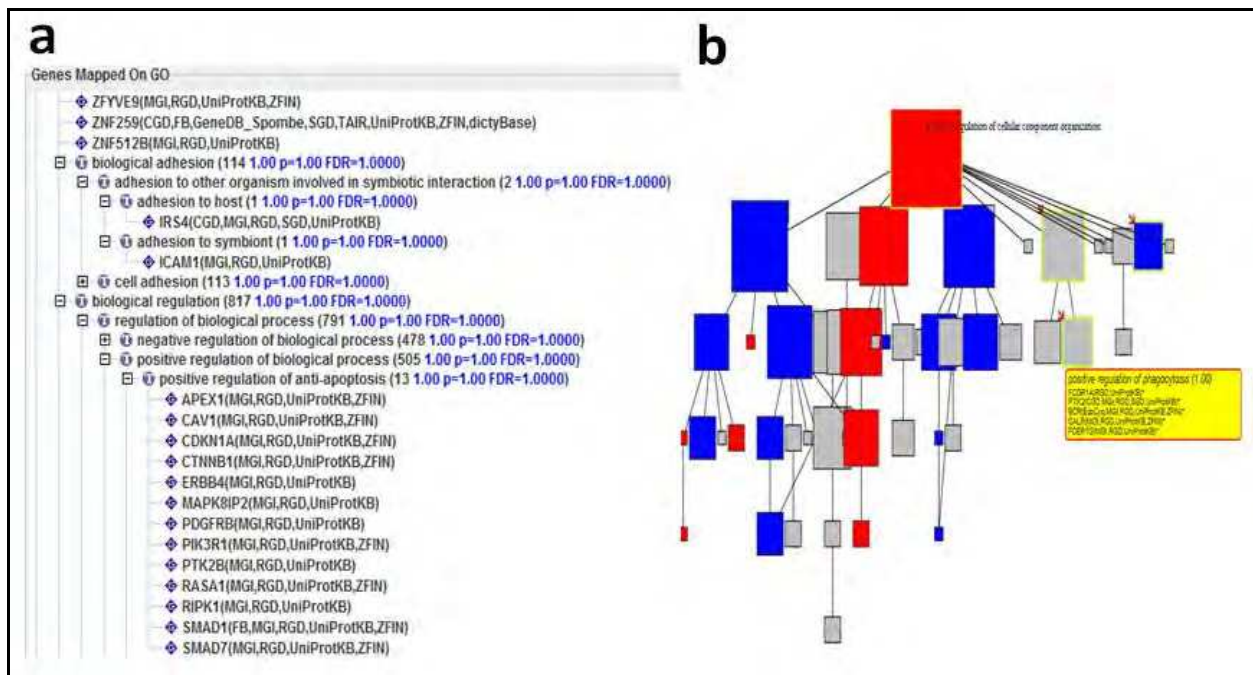 a
Genes Mapped On GO
ZFYVE9(MGI,RGD,UniProtKB,ZFIN)
ZNF259(CGD,FB,GeneDB_Spombe,SGD,TAIR,UniProtKB,ZFIN,dictyBase)
ZNF512B(MGI,RGD,UniProtKB)
biological adhesion (114 1.00 p=1.00 FDR=1.0000)
adhesion to other organism involved in symbiotic interaction (2 1.00 p=1.00 FDR=1.0000)
adhesion to host (1 1.00 p=1.00 FDR=1.0000)
IRS4(CGD,MGI,RGD,SGD,UniProtKB)
adhesion to symbiont (1 1.00 p=1.00 FDR=1.0000)
ICAM1(MGI,RGD,UniProtKB)
cell adhesion (113 1.00 p=1.00 FDR=1.0000)
biological regulation (817 1.00 p=1.00 FDR=1.0000)
regulation of biological process (791 1.00 p=1.00 FDR=1.0000)
negative regulation of biological process (478 1.00 p=1.00 FDR=1.0000)
positive regulation of biological process (505 1.00 p=1.00 FDR=1.0000)
positive regulation of anti-apoptosis (13 1.00 p=1.00 FDR=1.0000)
APEX1(MGI,RGD,UniProtKB,ZFIN)
CAV1(MGI,RGD,UniProtKB,ZFIN)
CDKN1A(MGI,RGD,UniProtKB,ZFIN)
CTNNB1(MGI,RGD,UniProtKB,ZFIN)
ERBB4(MGI,RGD,UniProtKB,ZFIN)
MAPK8IP2(MGI,RGD,UniProtKB)
PDGFRB(MGI,RGD,UniProtKB)
PIK3R1(MGI,RGD,UniProtKB,ZFIN)
PTK2B(MGI,RGD,UniProtKB)
RASA1(MGI,RGD,UniProtKB,ZFIN)
RIPK1(MGI,RGD,UniProtKB)
SMAD1(FB,MGI,RGD,UniProtKB,ZFIN)
SMAD7(MGI,RGD,UniProtKB,ZFIN)
b
regulation of cellular component organization
positive regulation of phagocytosis (1.00)